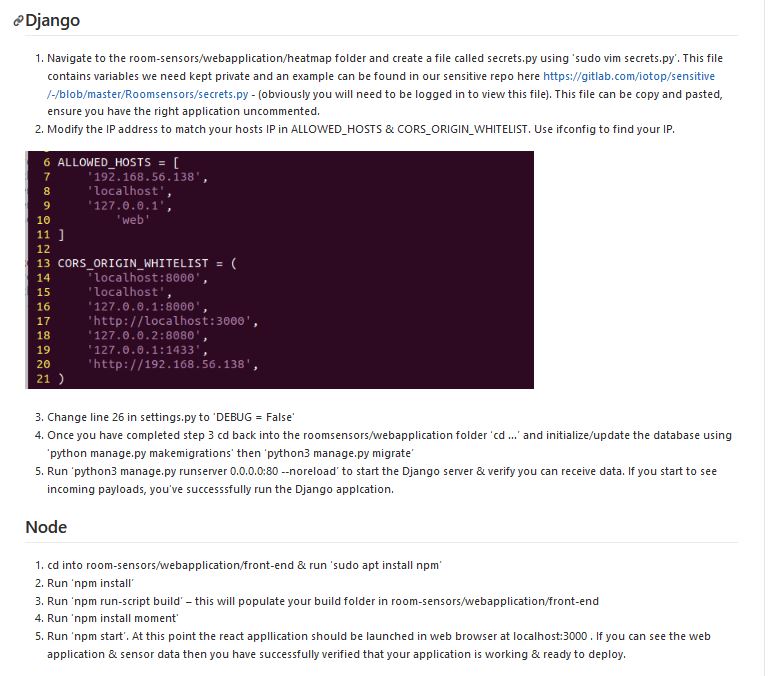 Django
1. Navigate to the room-sensors/webapplication/heatmap folder and create a file called secrets.py using 'sudo vim secrets.py'. This file
contains variables we need kept private and an example can be found in our sensitive repo here https://gitlab.com/iotop/sensitive
/-/blob/master/Roomsensors/secrets.py - (obviously you will need to be logged in to view this file). This file can be copy and pasted,
ensure you have the right application uncommented.
2. Modify the IP address to match your hosts IP in ALLOWED_HOSTS & CORS_ORIGIN_WHITELIST. Use ifconfig to find your IP.
6 ALLOWED_HOSTS = [
7 '192.168.56.138',
8 'localhost',
9 '127.0.0.1',
10 'web'
11 ]
12
13 CORS_ORIGIN_WHITELIST = (
14 'localhost:8000',
15 'localhost',
16 '127.0.0.1:8000',
17 'http://localhost:3000',
18 '127.0.0.2:8080',
19 '127.0.0.1:1433',
20 'http://192.168.56.138',
21 )
3. Change line 26 in settings.py to 'DEBUG = False'
4. Once you have completed step 3 cd back into the roomsensors/webapplication folder 'cd ...' and initialize/update the database using
'python manage.py makemigrations' then 'python3 manage.py migrate'
5. Run 'python3 manage.py runserver 0.0.0.0:80 --noreload' to start the Django server & verify you can receive data. If you start to see
incoming payloads, you've successsfully run the Django applcation.
Node
1. cd into room-sensors/webapplication/front-end & run 'sudo apt install npm'
2. Run 'npm install'
3. Run 'npm run-script build' – this will populate your build folder in room-sensors/webapplication/front-end
4. Run 'npm install moment'
5. Run 'npm start'. At this point the react appllication should be launched in web browser at localhost:3000 . If you can see the web
application & sensor data then you have successfully verified that your application is working & ready to deploy.